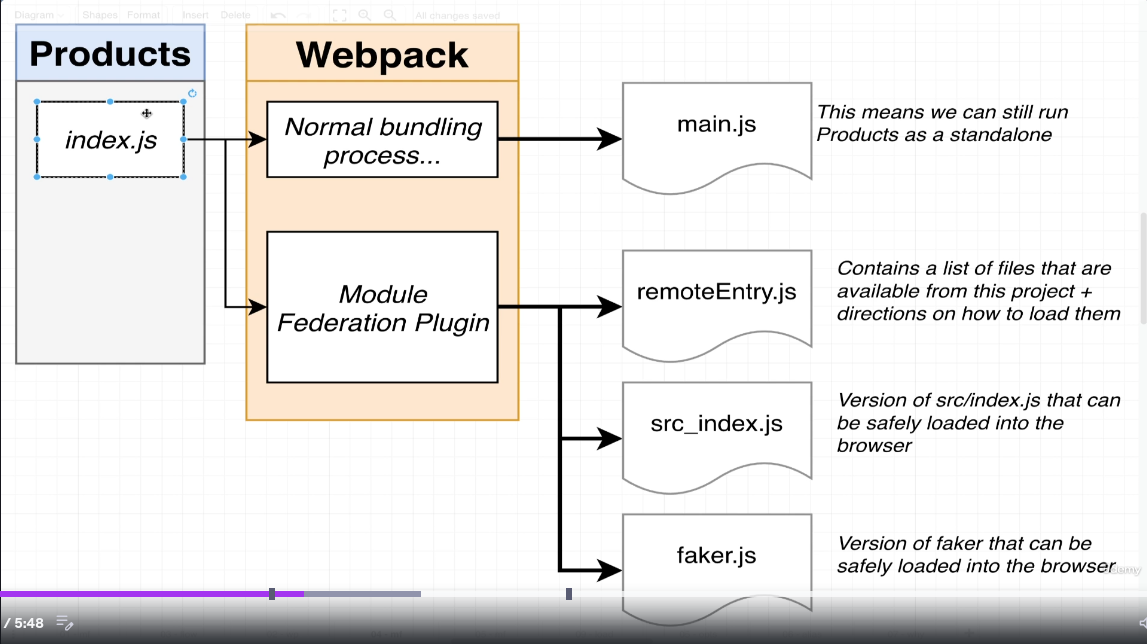 Diagram Shapes Format Insert Delete All changes saved
Products
Webpack
index.js
Normal bundling
process...
main.js
This means we can still run
Products as a standalone
Module
Federation Plugin
remoteEntry.js
Contains a list of files that are
available from this project +
directions on how to load them
src_index.js
Version of src/index.js that can
be safely loaded into the
browser
faker.js
Version of faker that can be
safely loaded into the browser
udemy
/ 5:48